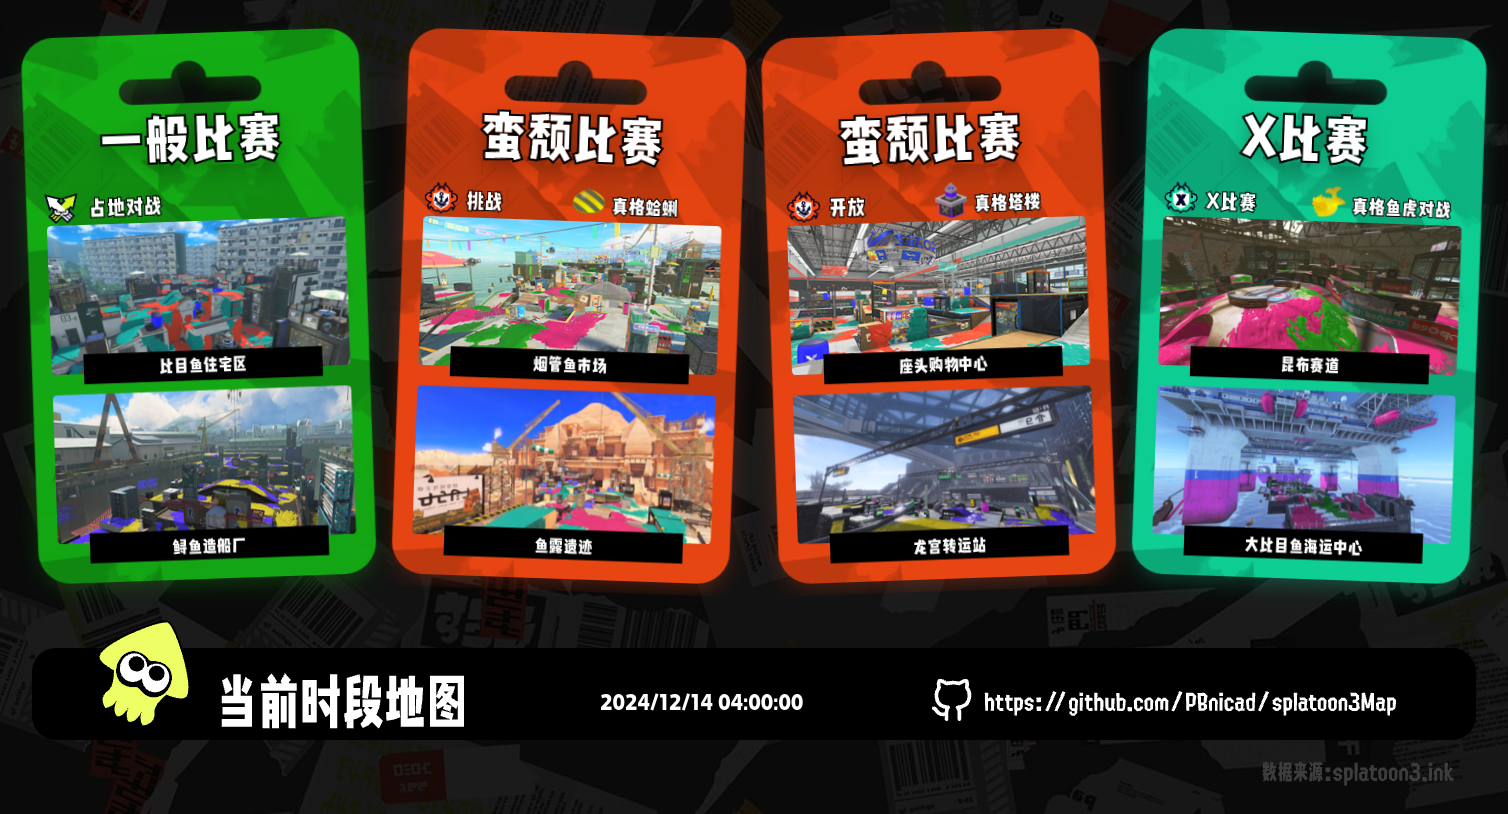 一般比赛
占地对战
比目鱼住宅区
鲟鱼造船厂
蛮颓比赛
挑战
真格蛤蜊
烟管鱼市场
鱼露遗迹
蛮颓比赛
开放
真格塔楼
座头购物中心
龙宫转运站
X比赛
X比赛
真格鱼虎对战
昆布赛道
大比目鱼海运中心
当前时段地图
2024/12/14 04:00:00
https://github.com/PBnicad/splatoon3Map
数据来源:splatoon3.ink